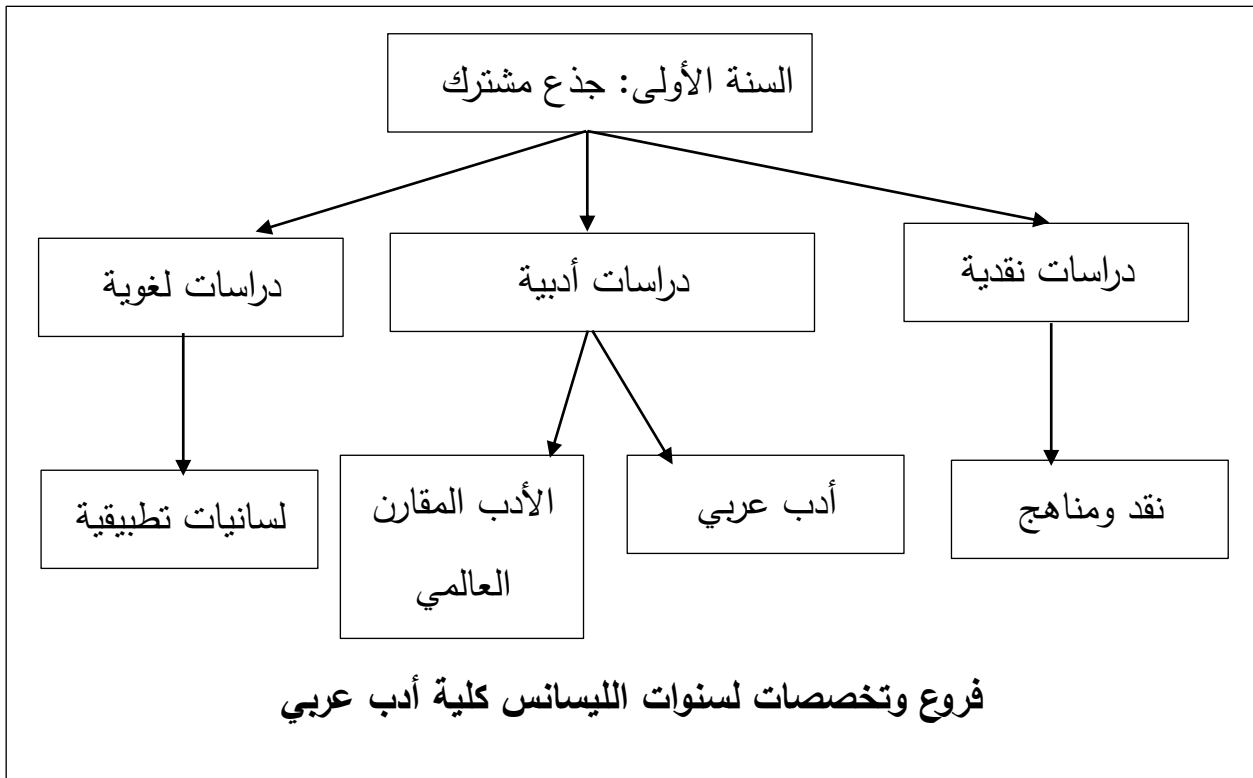 السنة الأولى: جذع مشترك
دراسات نقدية
دراسات أدبية
دراسات لغوية
نقد ومناهج
أدب عربي
الأدب المقارن
العالمي
لسانيات تطبيقية
فروع وتخصصات لسنوات الليسانس كلية أدب عربي